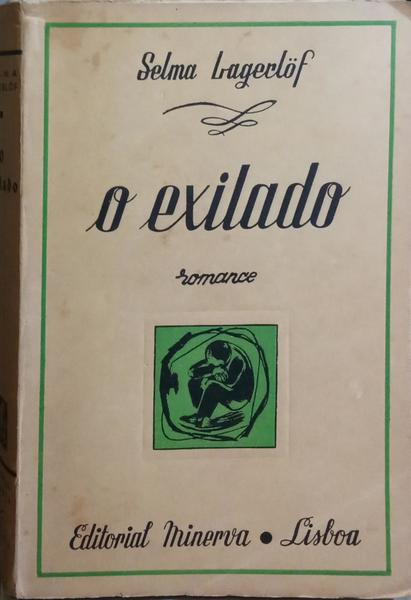 Selma Lagerlöf
o exilado
romance
Editorial Minerva • Lisboa